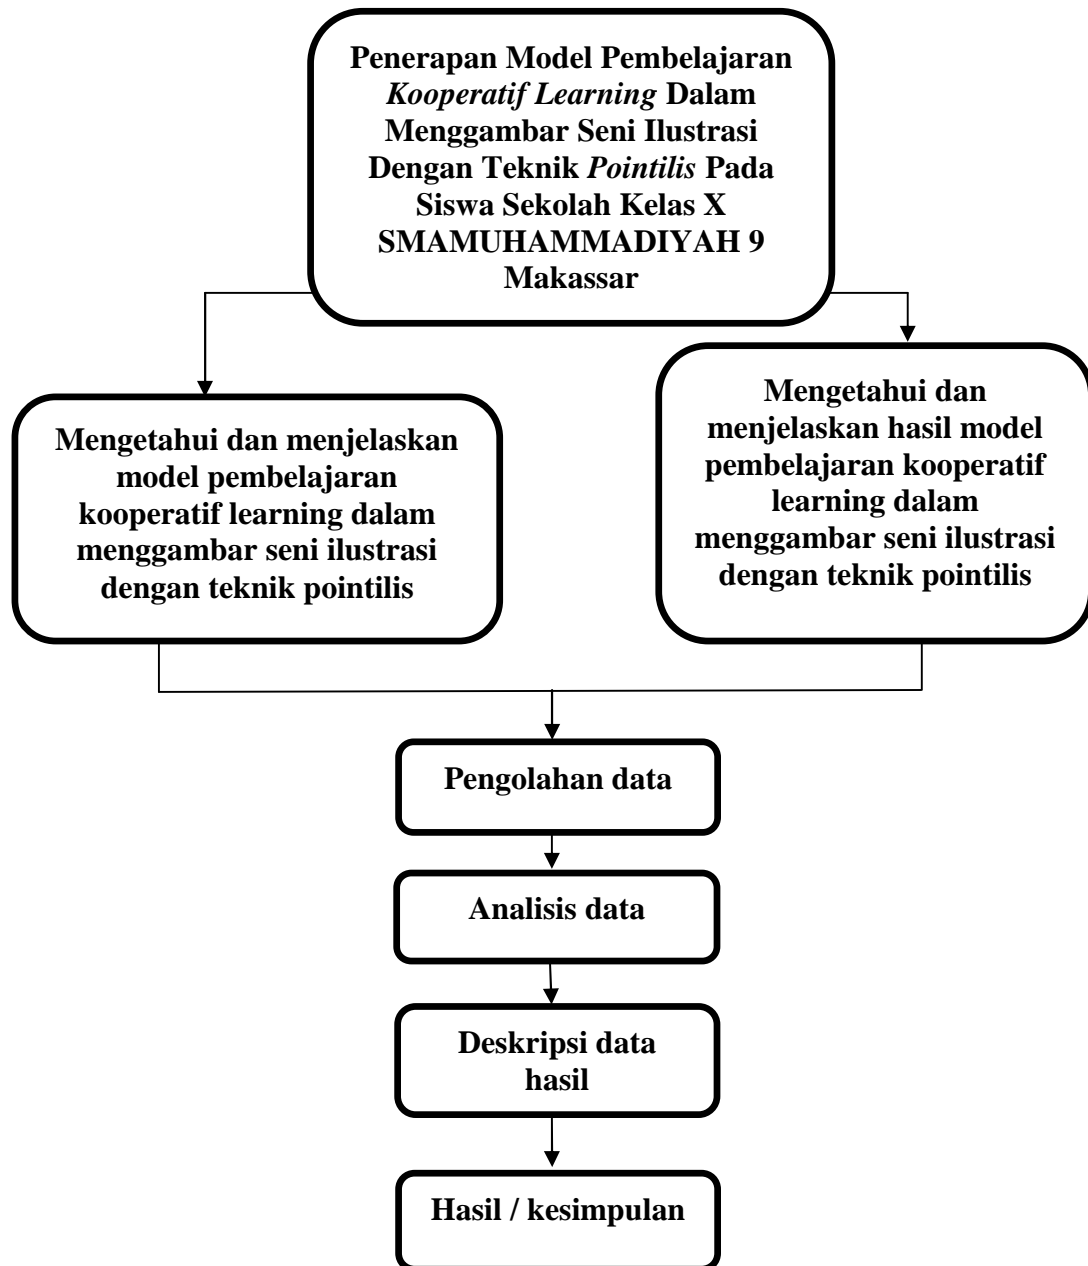 Penerapan Model Pembelajaran
Kooperatif Learning Dalam
Menggambar Seni Ilustrasi
Dengan Teknik Pointilis Pada
Siswa Sekolah Kelas X
SMAMUHAMMADIYAH 9
Makassar
Mengetahui dan menjelaskan
model pembelajaran
kooperatif learning dalam
menggambar seni ilustrasi
dengan teknik pointilis
Mengetahui dan
menjelaskan hasil model
pembelajaran kooperatif
learning dalam
menggambar seni ilustrasi
dengan teknik pointilis
Pengolahan data
Analisis data
Deskripsi data
hasil
Hasil / kesimpulan